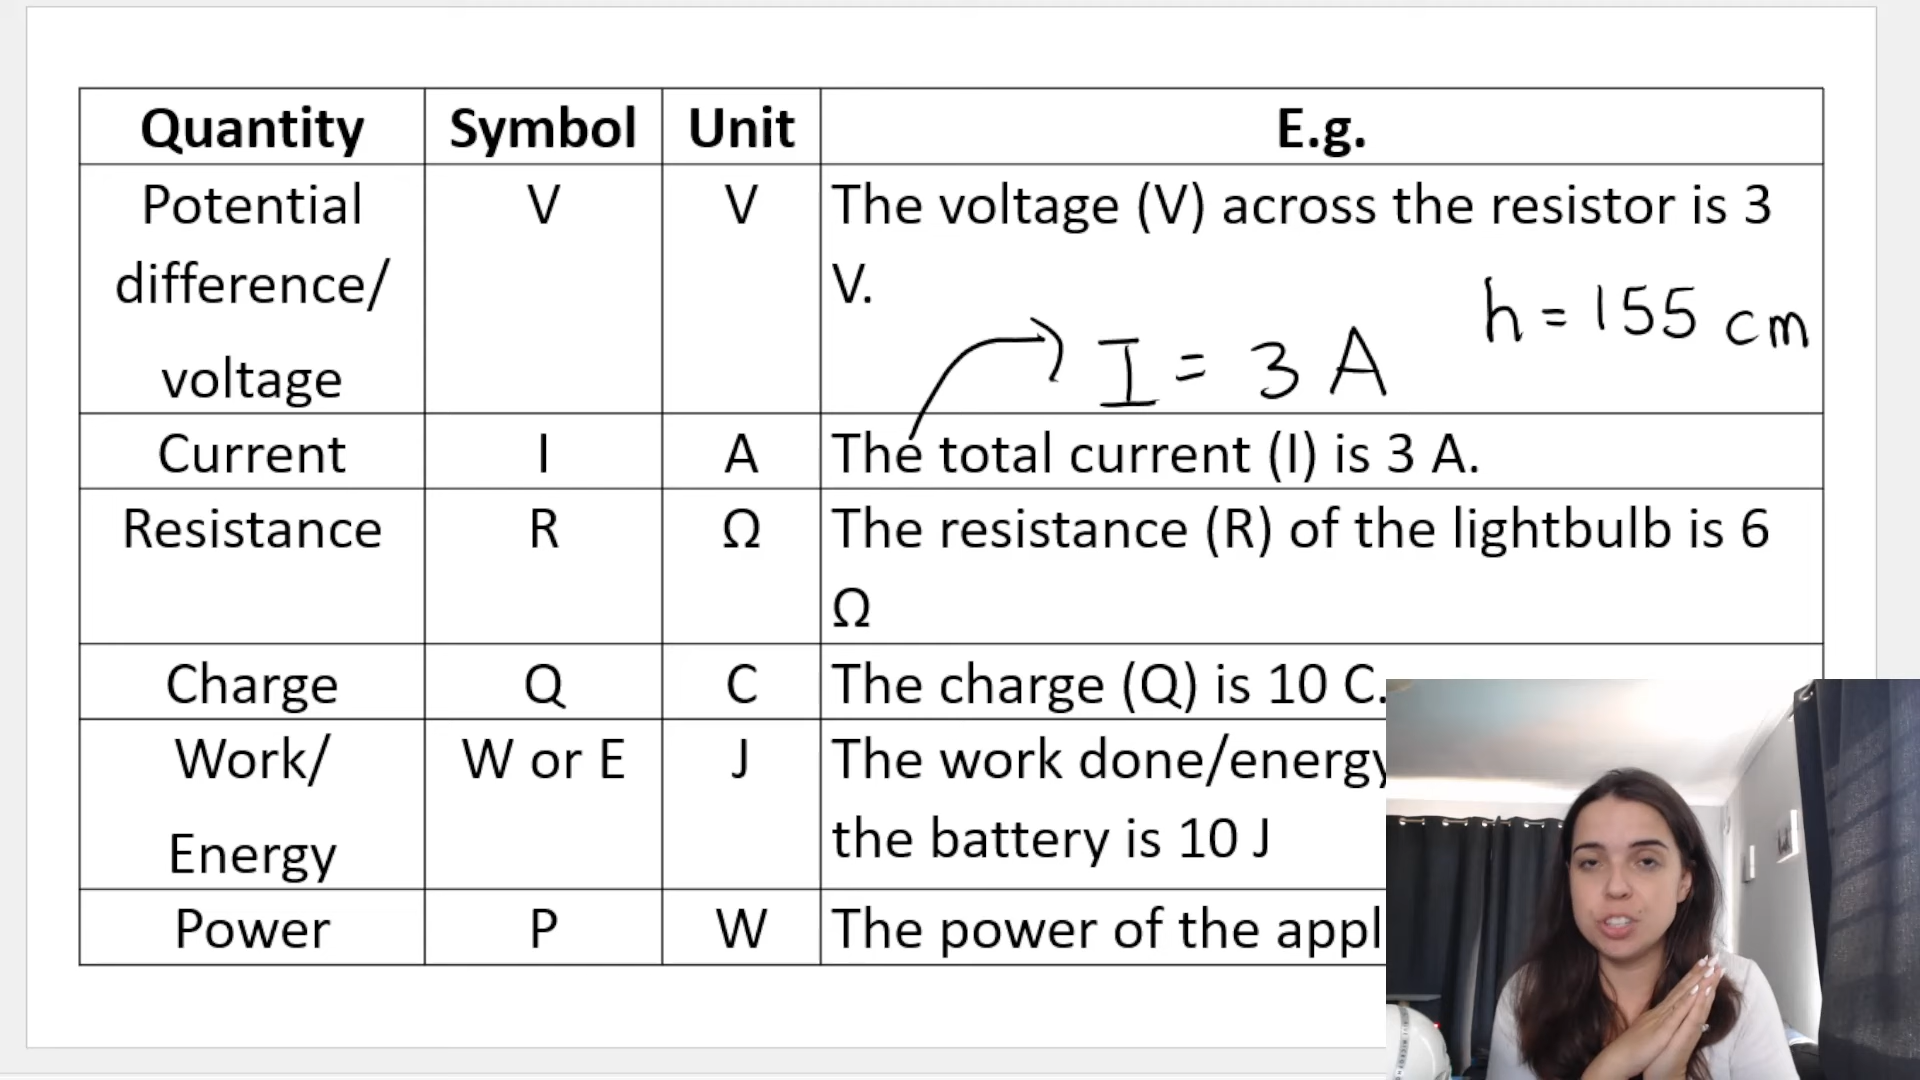 Quantity Symbol Unit E.g.
Potential V V The voltage (V) across the resistor is 3
difference/ V.
h = 155 cm
voltage
I = 3 A
Current I A The total current (I) is 3 A.
Resistance R Ω The resistance (R) of the lightbulb is 6
Ω
Charge Q C The charge (Q) is 10 C.
Work/ W or E J The work done/energy
the battery is 10 J
Energy
Power P W The power of the appl